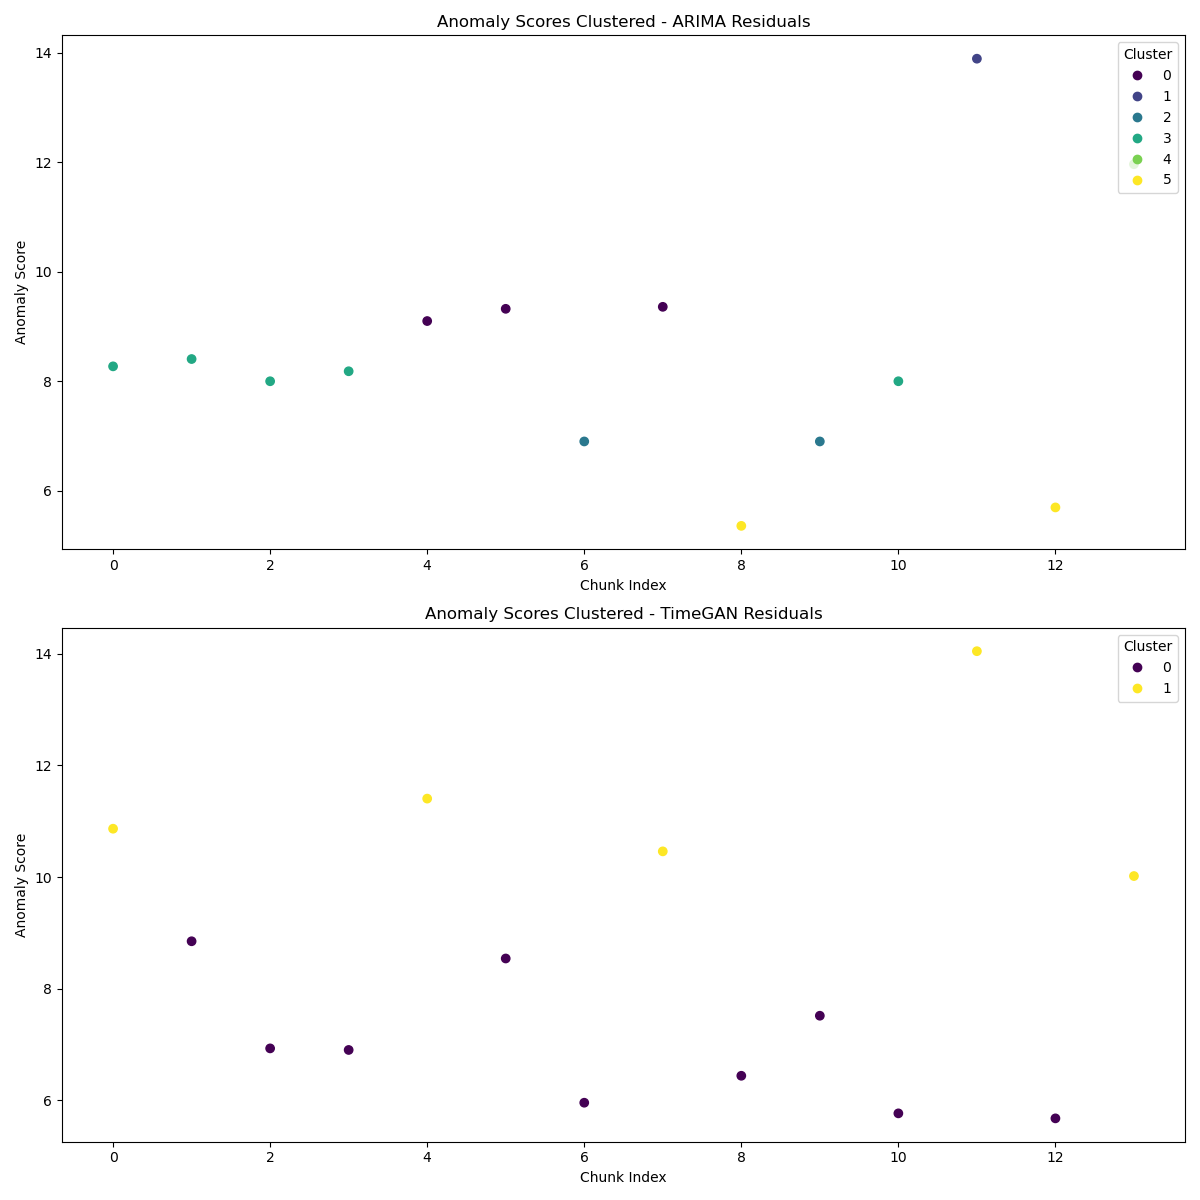 Anomaly Scores Clustered - ARIMA Residuals
14
12
10
8
6
Anomaly Score
Cluster
0
1
2
3
4
5
0 2 4 6 8 10 12
Chunk Index
Anomaly Scores Clustered - TimeGAN Residuals
14
12
10
8
6
Anomaly Score
Cluster
0
1
0 2 4 6 8 10 12
Chunk Index